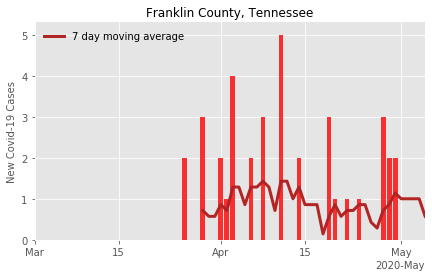 Franklin County, Tennessee
7 day moving average
New Covid-19 Cases
5
4
3
2
1
0
Mar
15
Apr
15
May
2020-May